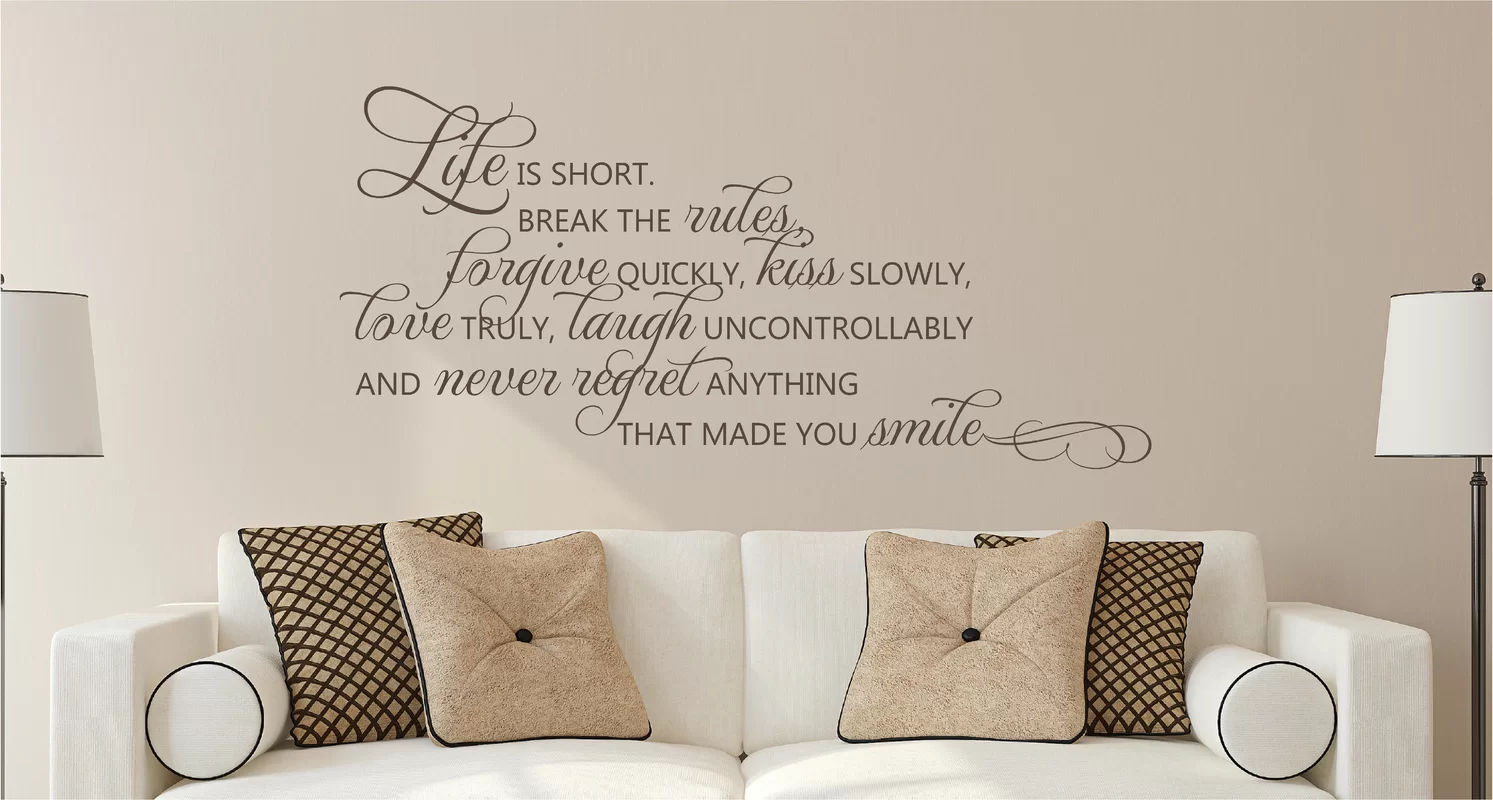 Life IS SHORT.
BREAK THE rules,
forgive QUICKLY, kiss SLOWLY,
love TRULY, laugh UNCONTROLLABLY
AND never regret ANYTHING
THAT MADE YOU smile